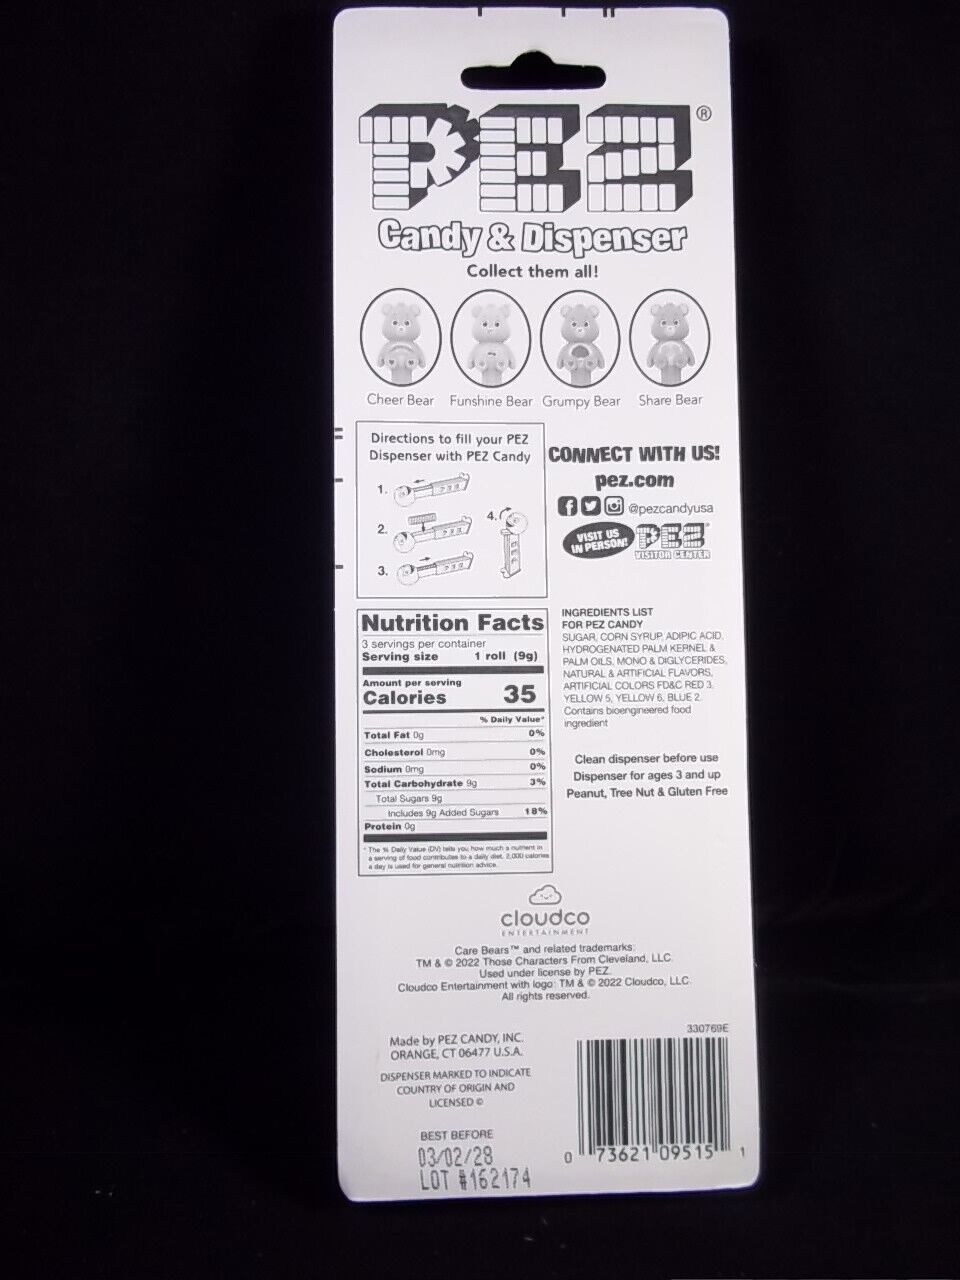 PEZ®
Candy & Dispenser
Collect them all!
Cheer Bear Funshine Bear Grumpy Bear Share Bear
Directions to fill your PEZ
Dispenser with PEZ Candy
1.
2.
3.
4.
CONNECT WITH US!
pez.com
@pezcandyusa
VISIT US
IN PERSON!
PEZ
VISITOR CENTER
Nutrition Facts
3 servings per container
Serving size 1 roll (9g)
Amount per serving
Calories 35
% Daily Value*
Total Fat 0g 0%
Cholesterol 0mg 0%
Sodium 0mg 0%
Total Carbohydrate 9g 3%
Total Sugars 9g
Includes 9g Added Sugars 18%
Protein 0g
* The % Daily Value (DV) tells you how much a nutrient in
a serving of food contributes to a daily diet. 2,000 calories
a day is used for general nutrition advice.
INGREDIENTS LIST
FOR PEZ CANDY
SUGAR, CORN SYRUP, ADIPIC ACID,
HYDROGENATED PALM KERNEL &
PALM OILS, MONO & DIGLYCERIDES,
NATURAL & ARTIFICIAL FLAVORS,
ARTIFICIAL COLORS FD&C RED 3,
YELLOW 5, YELLOW 6, BLUE 2.
Contains bioengineered food
ingredient
Clean dispenser before use
Dispenser for ages 3 and up
Peanut, Tree Nut & Gluten Free
cloudco
ENTERTAINMENT
Care Bears™ and related trademarks:
TM & © 2022 Those Characters From Cleveland, LLC.
Used under license by PEZ.
Cloudco Entertainment with logo: TM & © 2022 Cloudco, LLC.
All rights reserved.
Made by PEZ CANDY, INC.
ORANGE, CT 06477 U.S.A.
DISPENSER MARKED TO INDICATE
COUNTRY OF ORIGIN AND
LICENSED ©
BEST BEFORE
03/02/28
LOT #162174
330769E
0 73621 09515 1